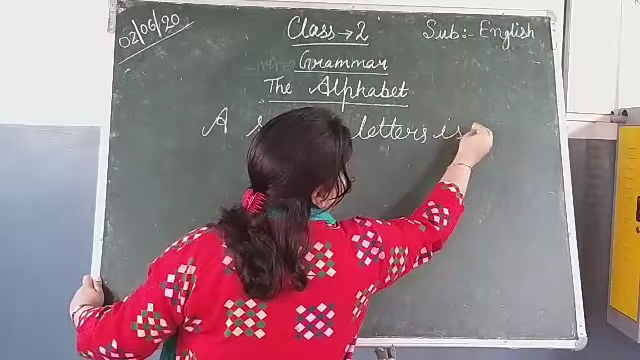 02/06/20
Class → 2
Sub:- English
Grammar
The Alphabet
A letters is